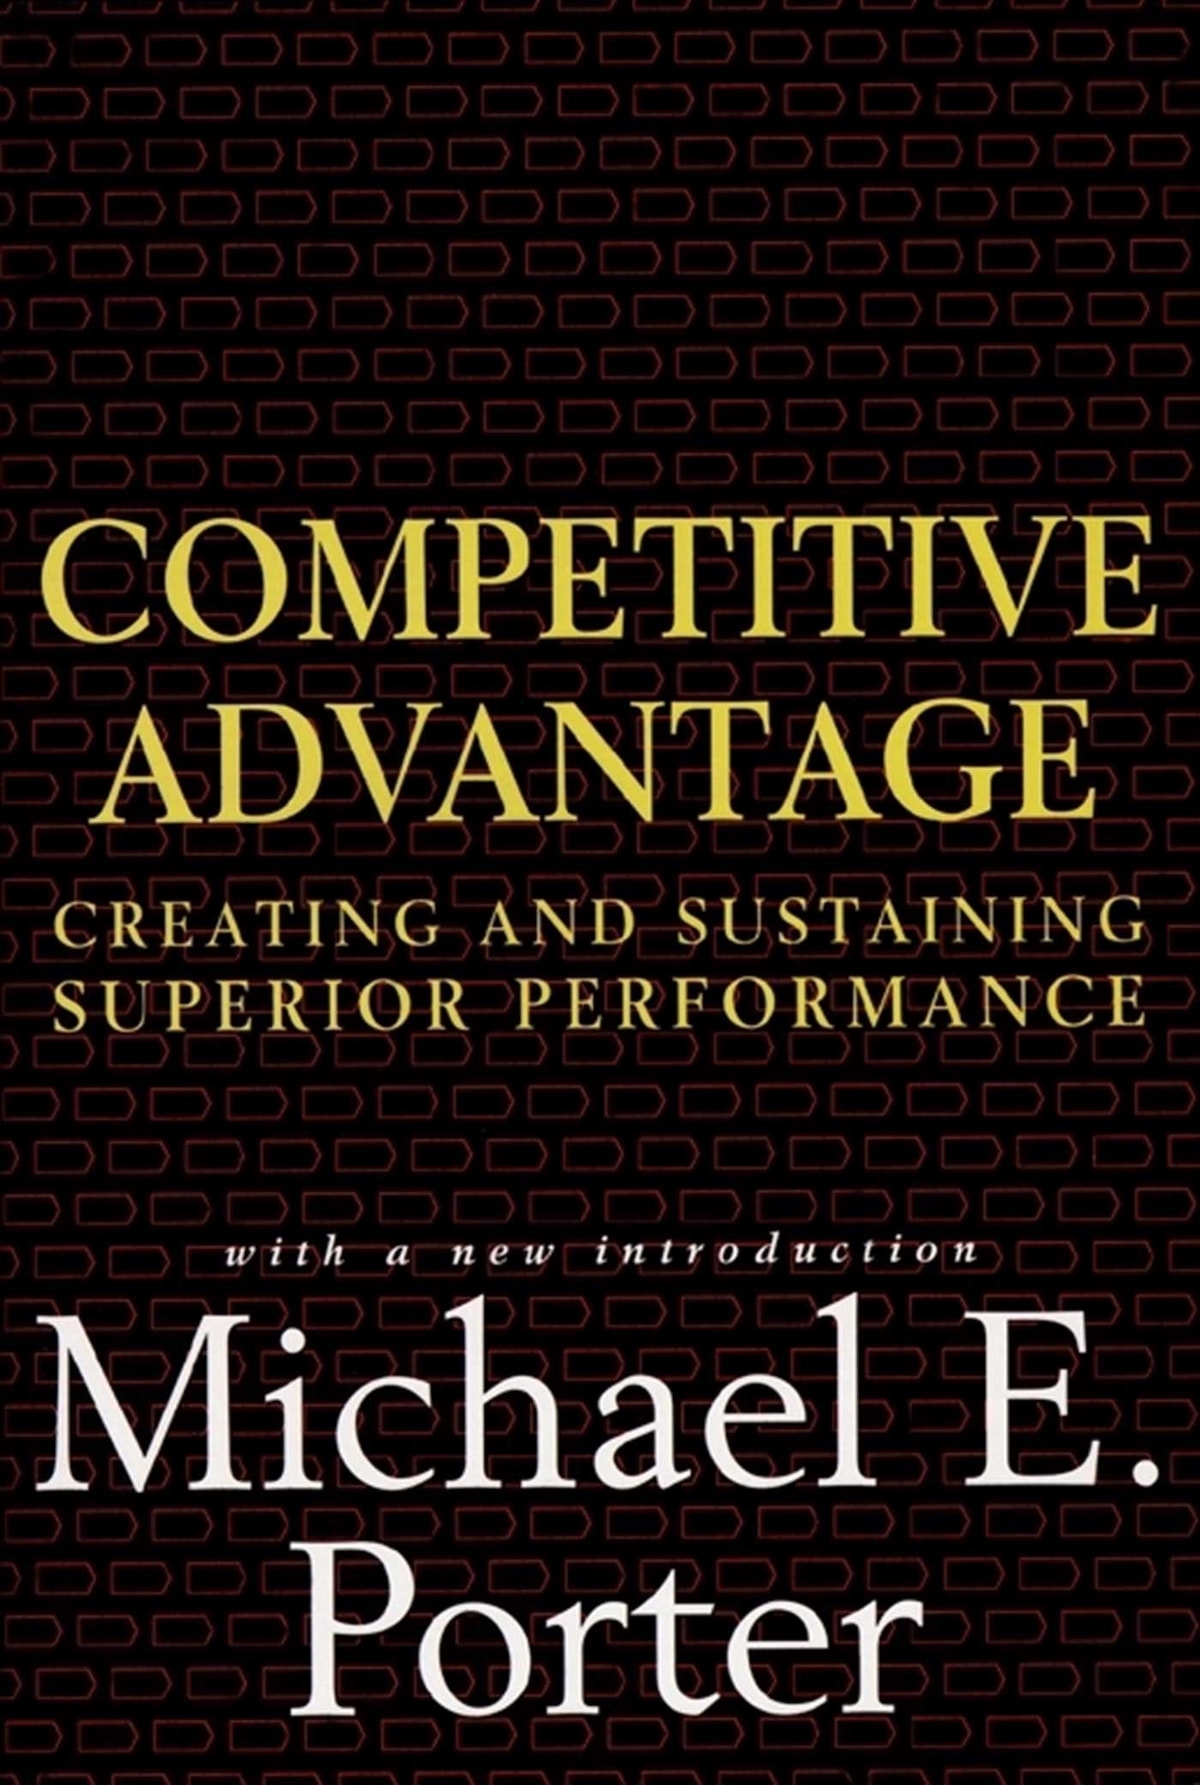 COMPETITIVE
ADVANTAGE
CREATING AND SUSTAINING
SUPERIOR PERFORMANCE
with a new introduction
Michael E.
Porter